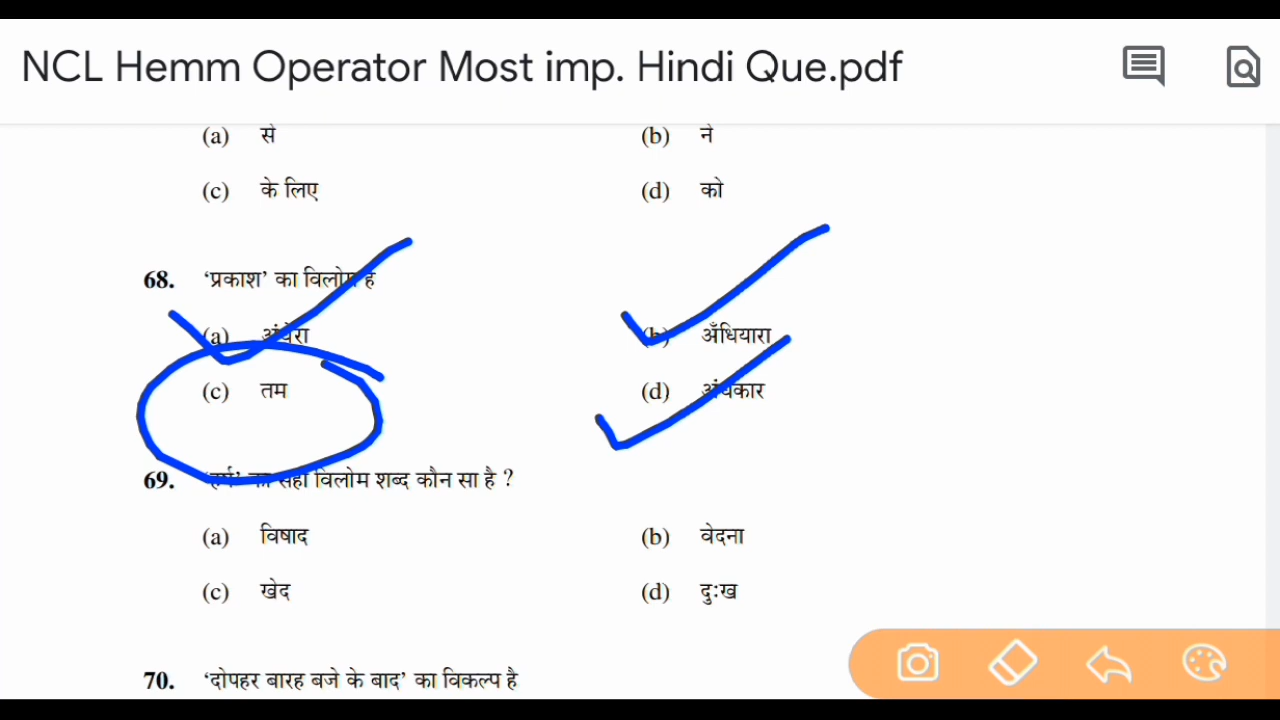 NCL Hemm Operator Most imp. Hindi Que.pdf
(a) से (b) ने
(c) के लिए (d) को
68. ‘प्रकाश’ का विलोम है
(a) अंधेरा (b) अँधियारा
(c) तम (d) अंधकार
69. ‘हर्ष’ का सही विलोम शब्द कौन सा है ?
(a) विषाद (b) वेदना
(c) खेद (d) दुःख
70. ‘दोपहर बारह बजे के बाद’ का विकल्प है